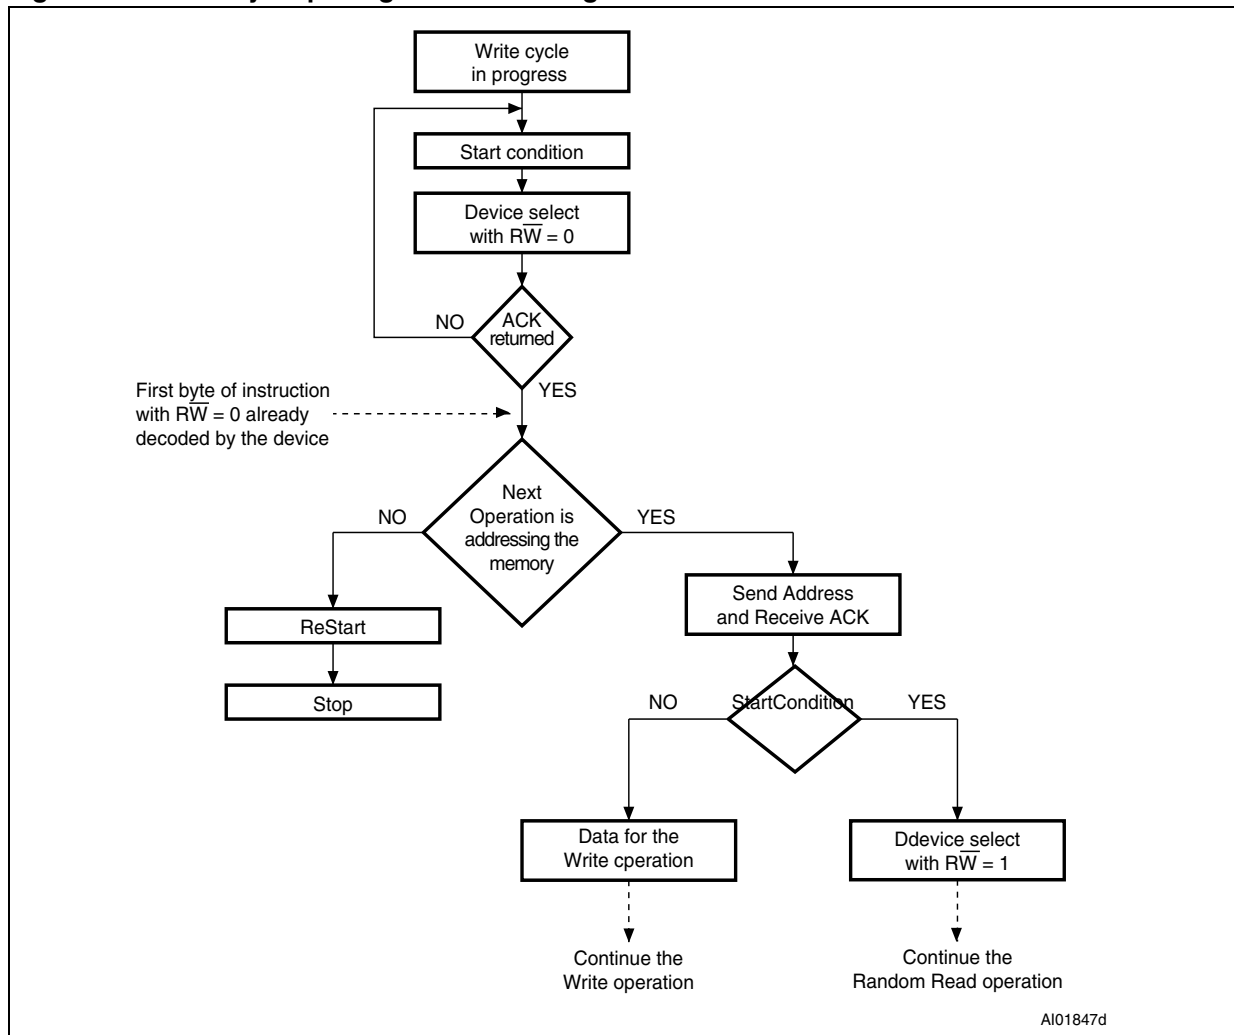 Write cycle
in progress
Start condition
Device select
with RW̅ = 0
ACK
returned
NO
YES
First byte of instruction
with RW̅ = 0 already
decoded by the device
Next
Operation is
addressing the
memory
NO
YES
Send Address
and Receive ACK
ReStart
Stop
StartCondition
NO
YES
Data for the
Write cperation
Ddevice select
with RW̅ = 1
Continue the
Write operation
Continue the
Random Read operation
AI01847d